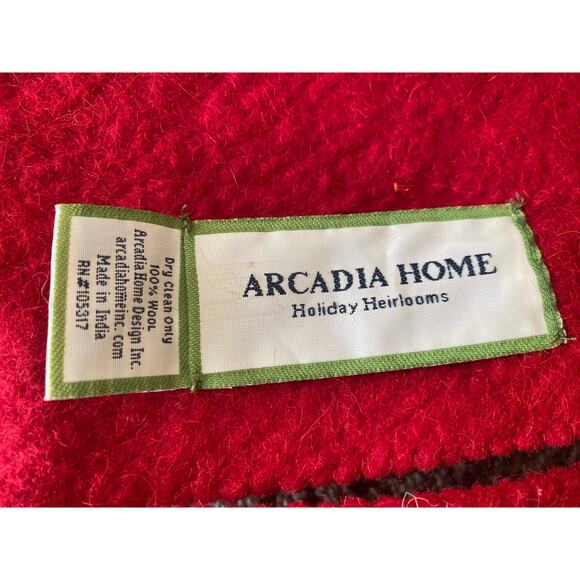 ARCADIA HOME
Holiday Heirlooms
Dry Clean Only
100% WOOL
Arcadia Home Design Inc.
arcadiahomeinc.com
Made in India
RN#105317